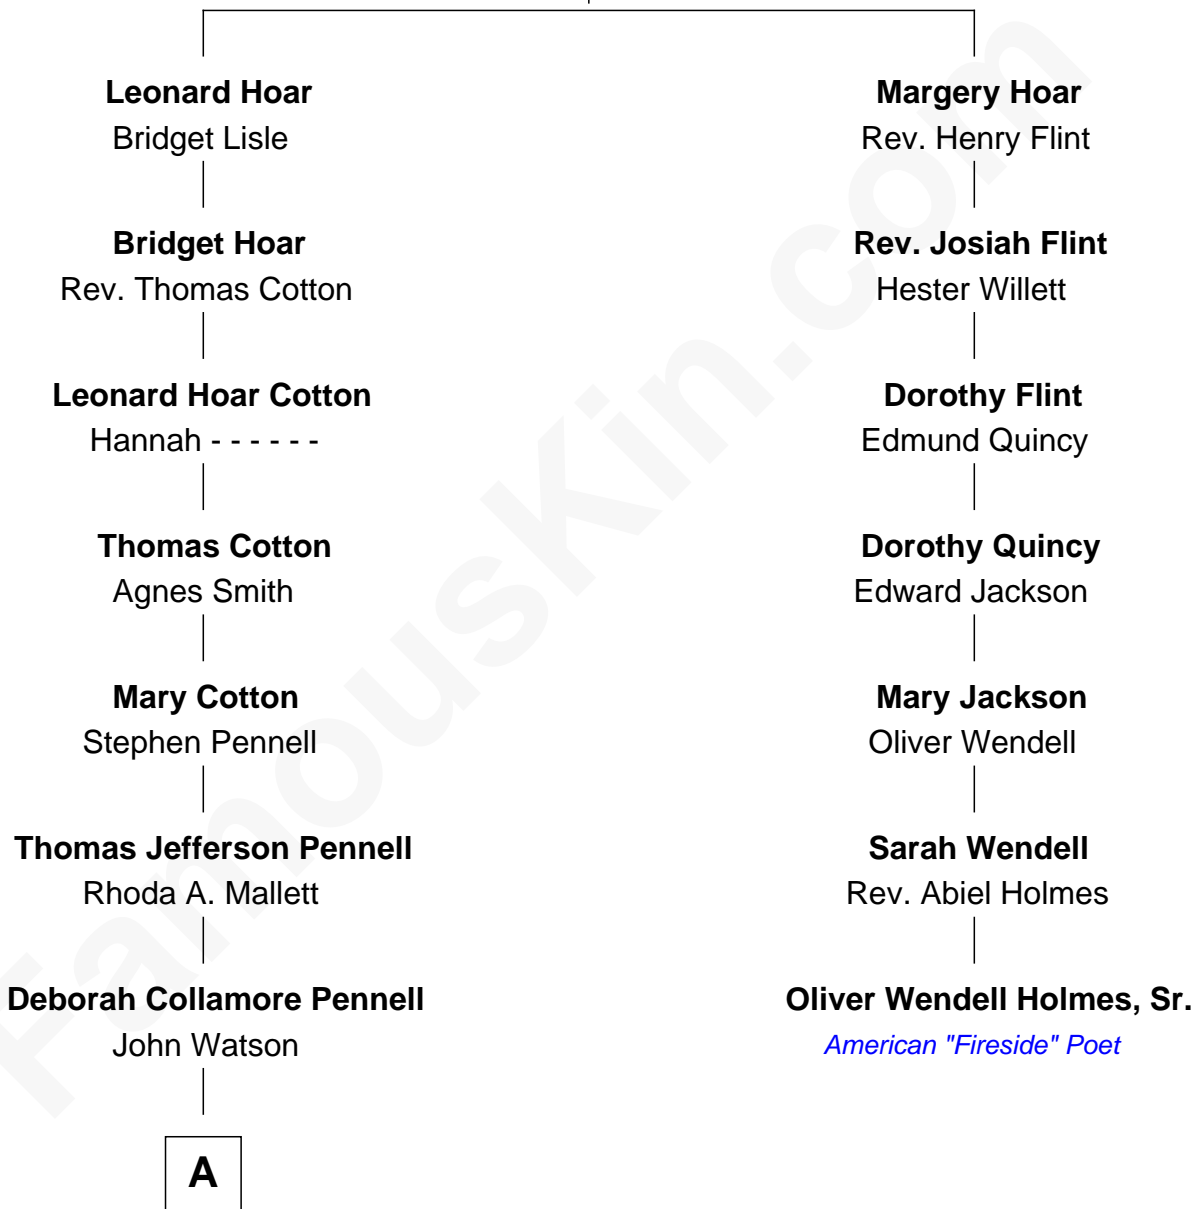 Leonard Hoar
Bridget Lisle
Bridget Hoar
Rev. Thomas Cotton
Leonard Hoar Cotton
Hannah - - - - - -
Thomas Cotton
Agnes Smith
Mary Cotton
Stephen Pennell
Thomas Jefferson Pennell
Rhoda A. Mallett
Deborah Collamore Pennell
John Watson
A
Margery Hoar
Rev. Henry Flint
Rev. Josiah Flint
Hester Willett
Dorothy Flint
Edmund Quincy
Dorothy Quincy
Edward Jackson
Mary Jackson
Oliver Wendell
Sarah Wendell
Rev. Abiel Holmes
Oliver Wendell Holmes, Sr.
American "Fireside" Poet
FamousKin.com